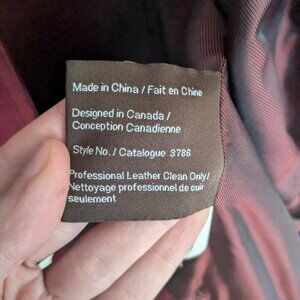 Made in China / Fait en Chine
Designed in Canada /
Conception Canadienne
Style No. / Catalogue 3786
Professional Leather Clean Only/
Nettoyage professionnel de cuir
seulement